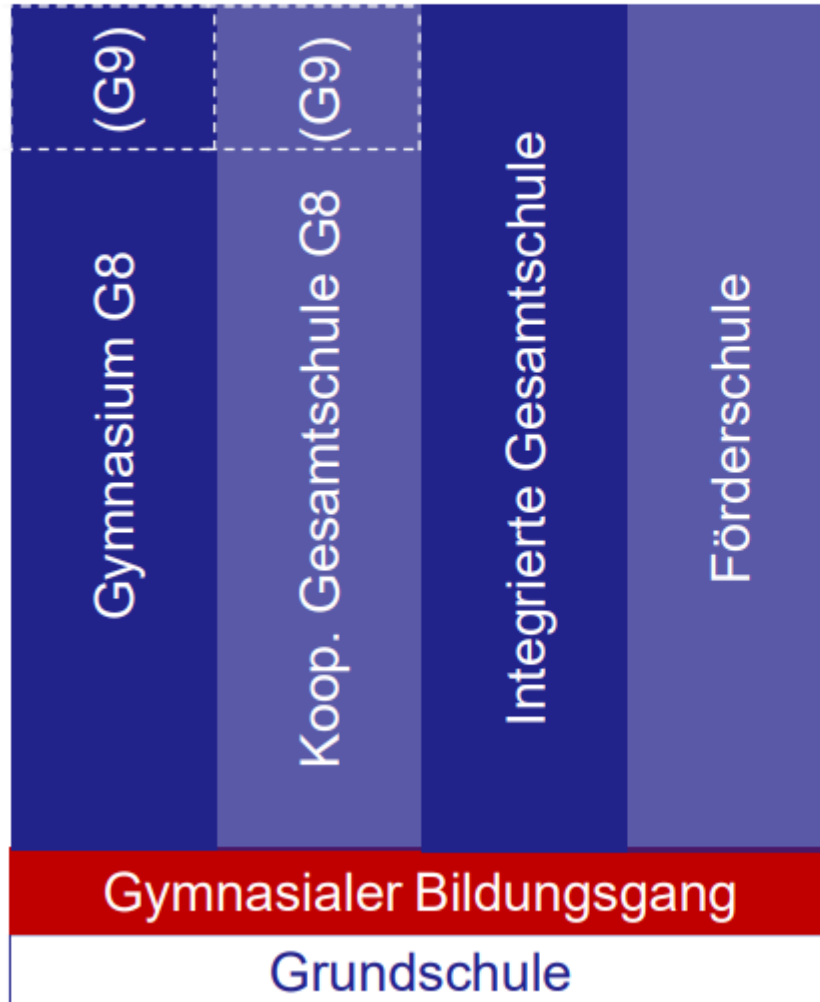 (G9)
(G9)
Gymnasium G8
Koop. Gesamtschule G8
Integrierte Gesamtschule
Förderschule
Gymnasialer Bildungsgang
Grundschule